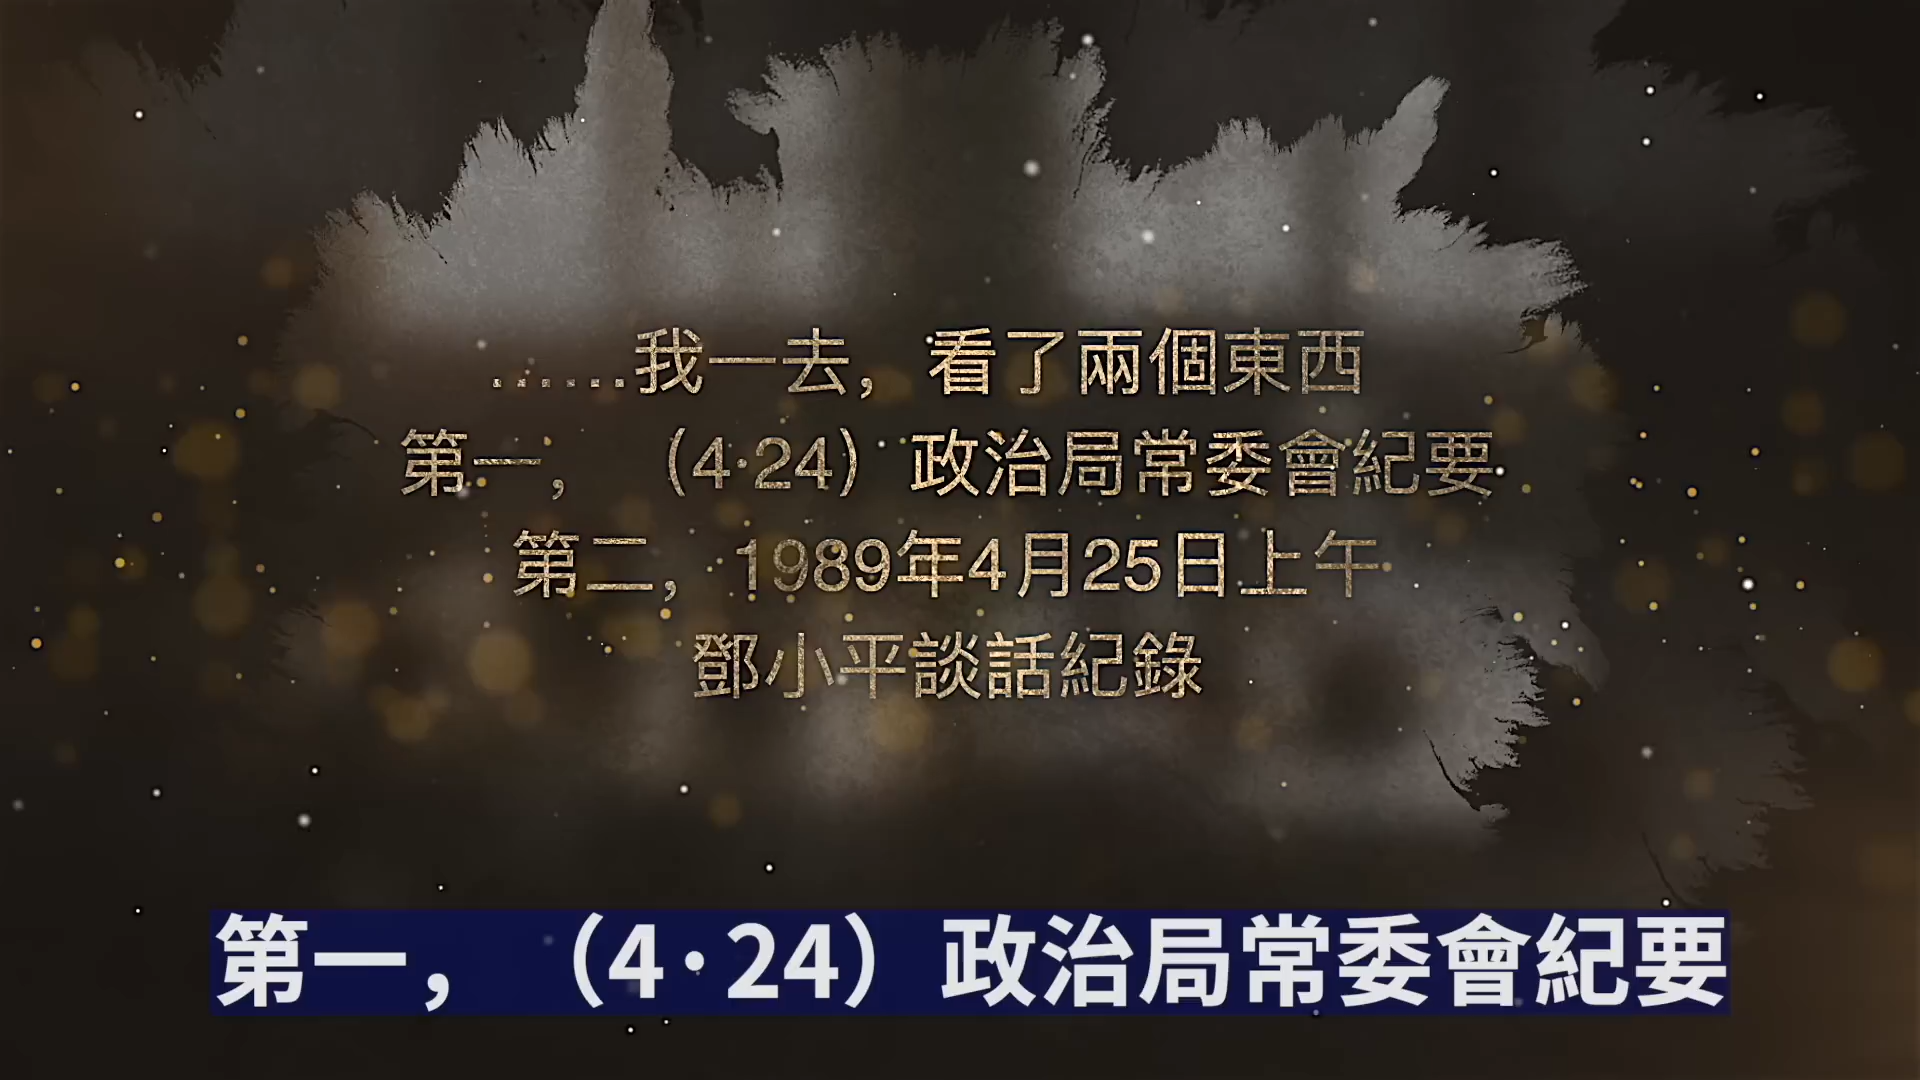 ……我一去，看了兩個東西
第一，（4·24）政治局常委會紀要
第二，1989年4月25日上午
鄧小平談話紀錄
第一，（4·24）政治局常委會紀要